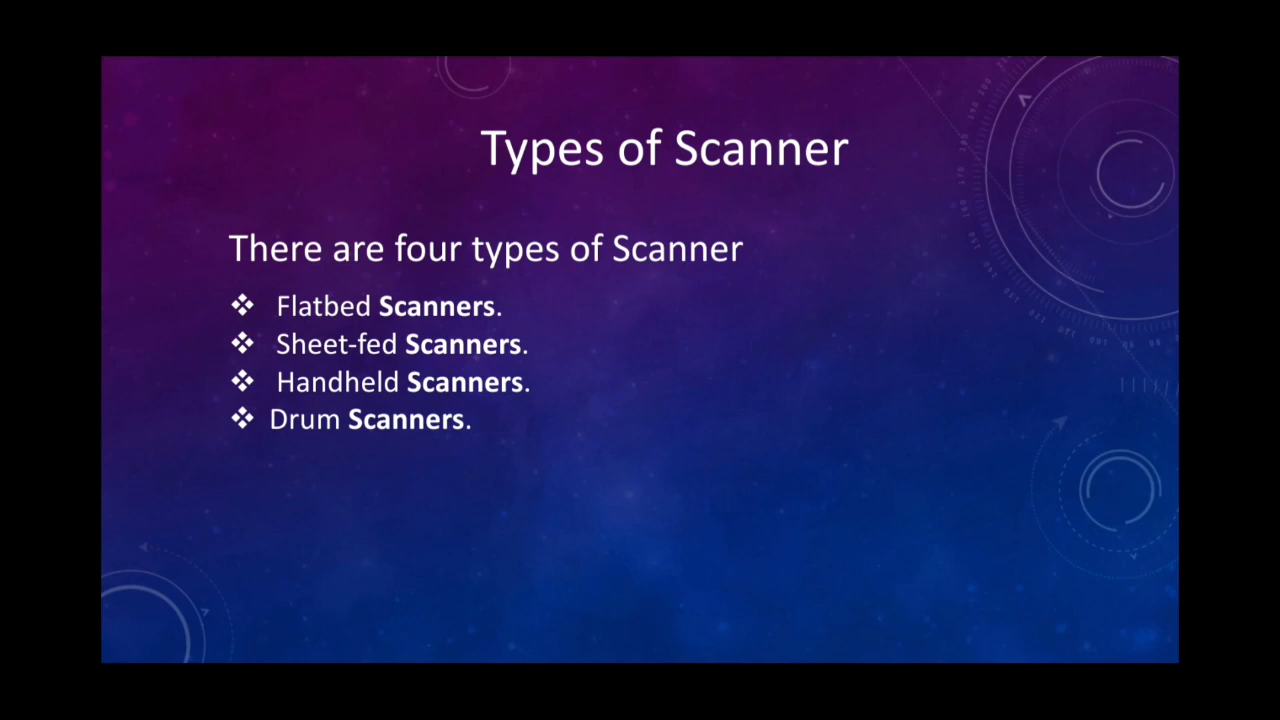 Types of Scanner
There are four types of Scanner
❖ Flatbed Scanners.
❖ Sheet-fed Scanners.
❖ Handheld Scanners.
❖ Drum Scanners.